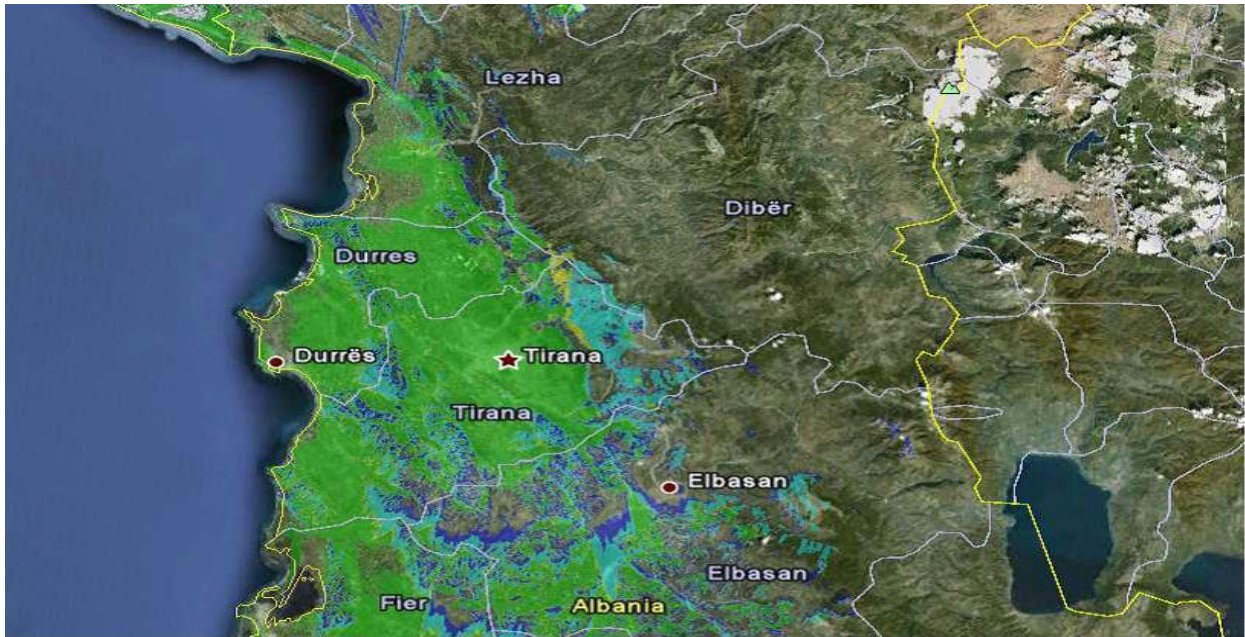 Lezha
Dibër
Durres
Durrës
Tirana
Tirana
Elbasan
Elbasan
Fier
Albania